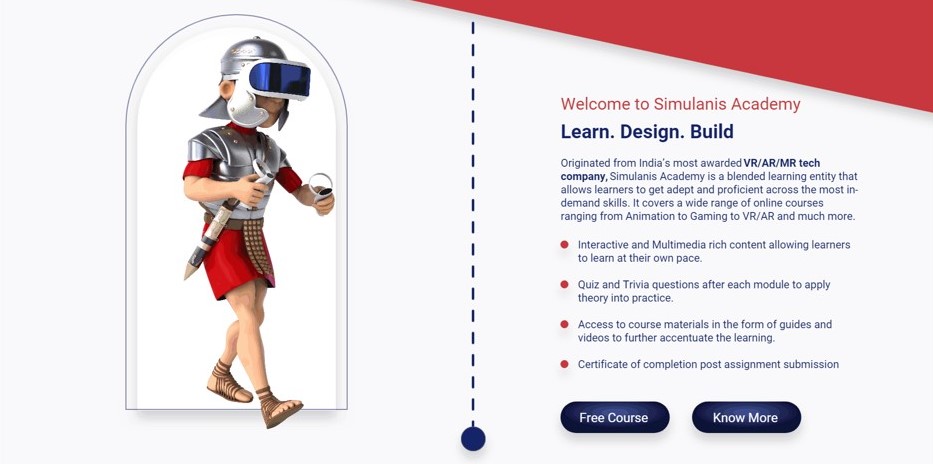 Welcome to Simulanis Academy
Learn. Design. Build
Originated from India's most awarded VR/AR/MR tech
company, Simulanis Academy is a blended learning entity that
allows learners to get adept and proficient across the most in-
demand skills. It covers a wide range of online courses
ranging from Animation to Gaming to VR/AR and much more.
Interactive and Multimedia rich content allowing learners
to learn at their own pace.
Quiz and Trivia questions after each module to apply
theory into practice.
Access to course materials in the form of guides and
videos to further accentuate the learning.
Certificate of completion post assignment submission
Free Course
Know More